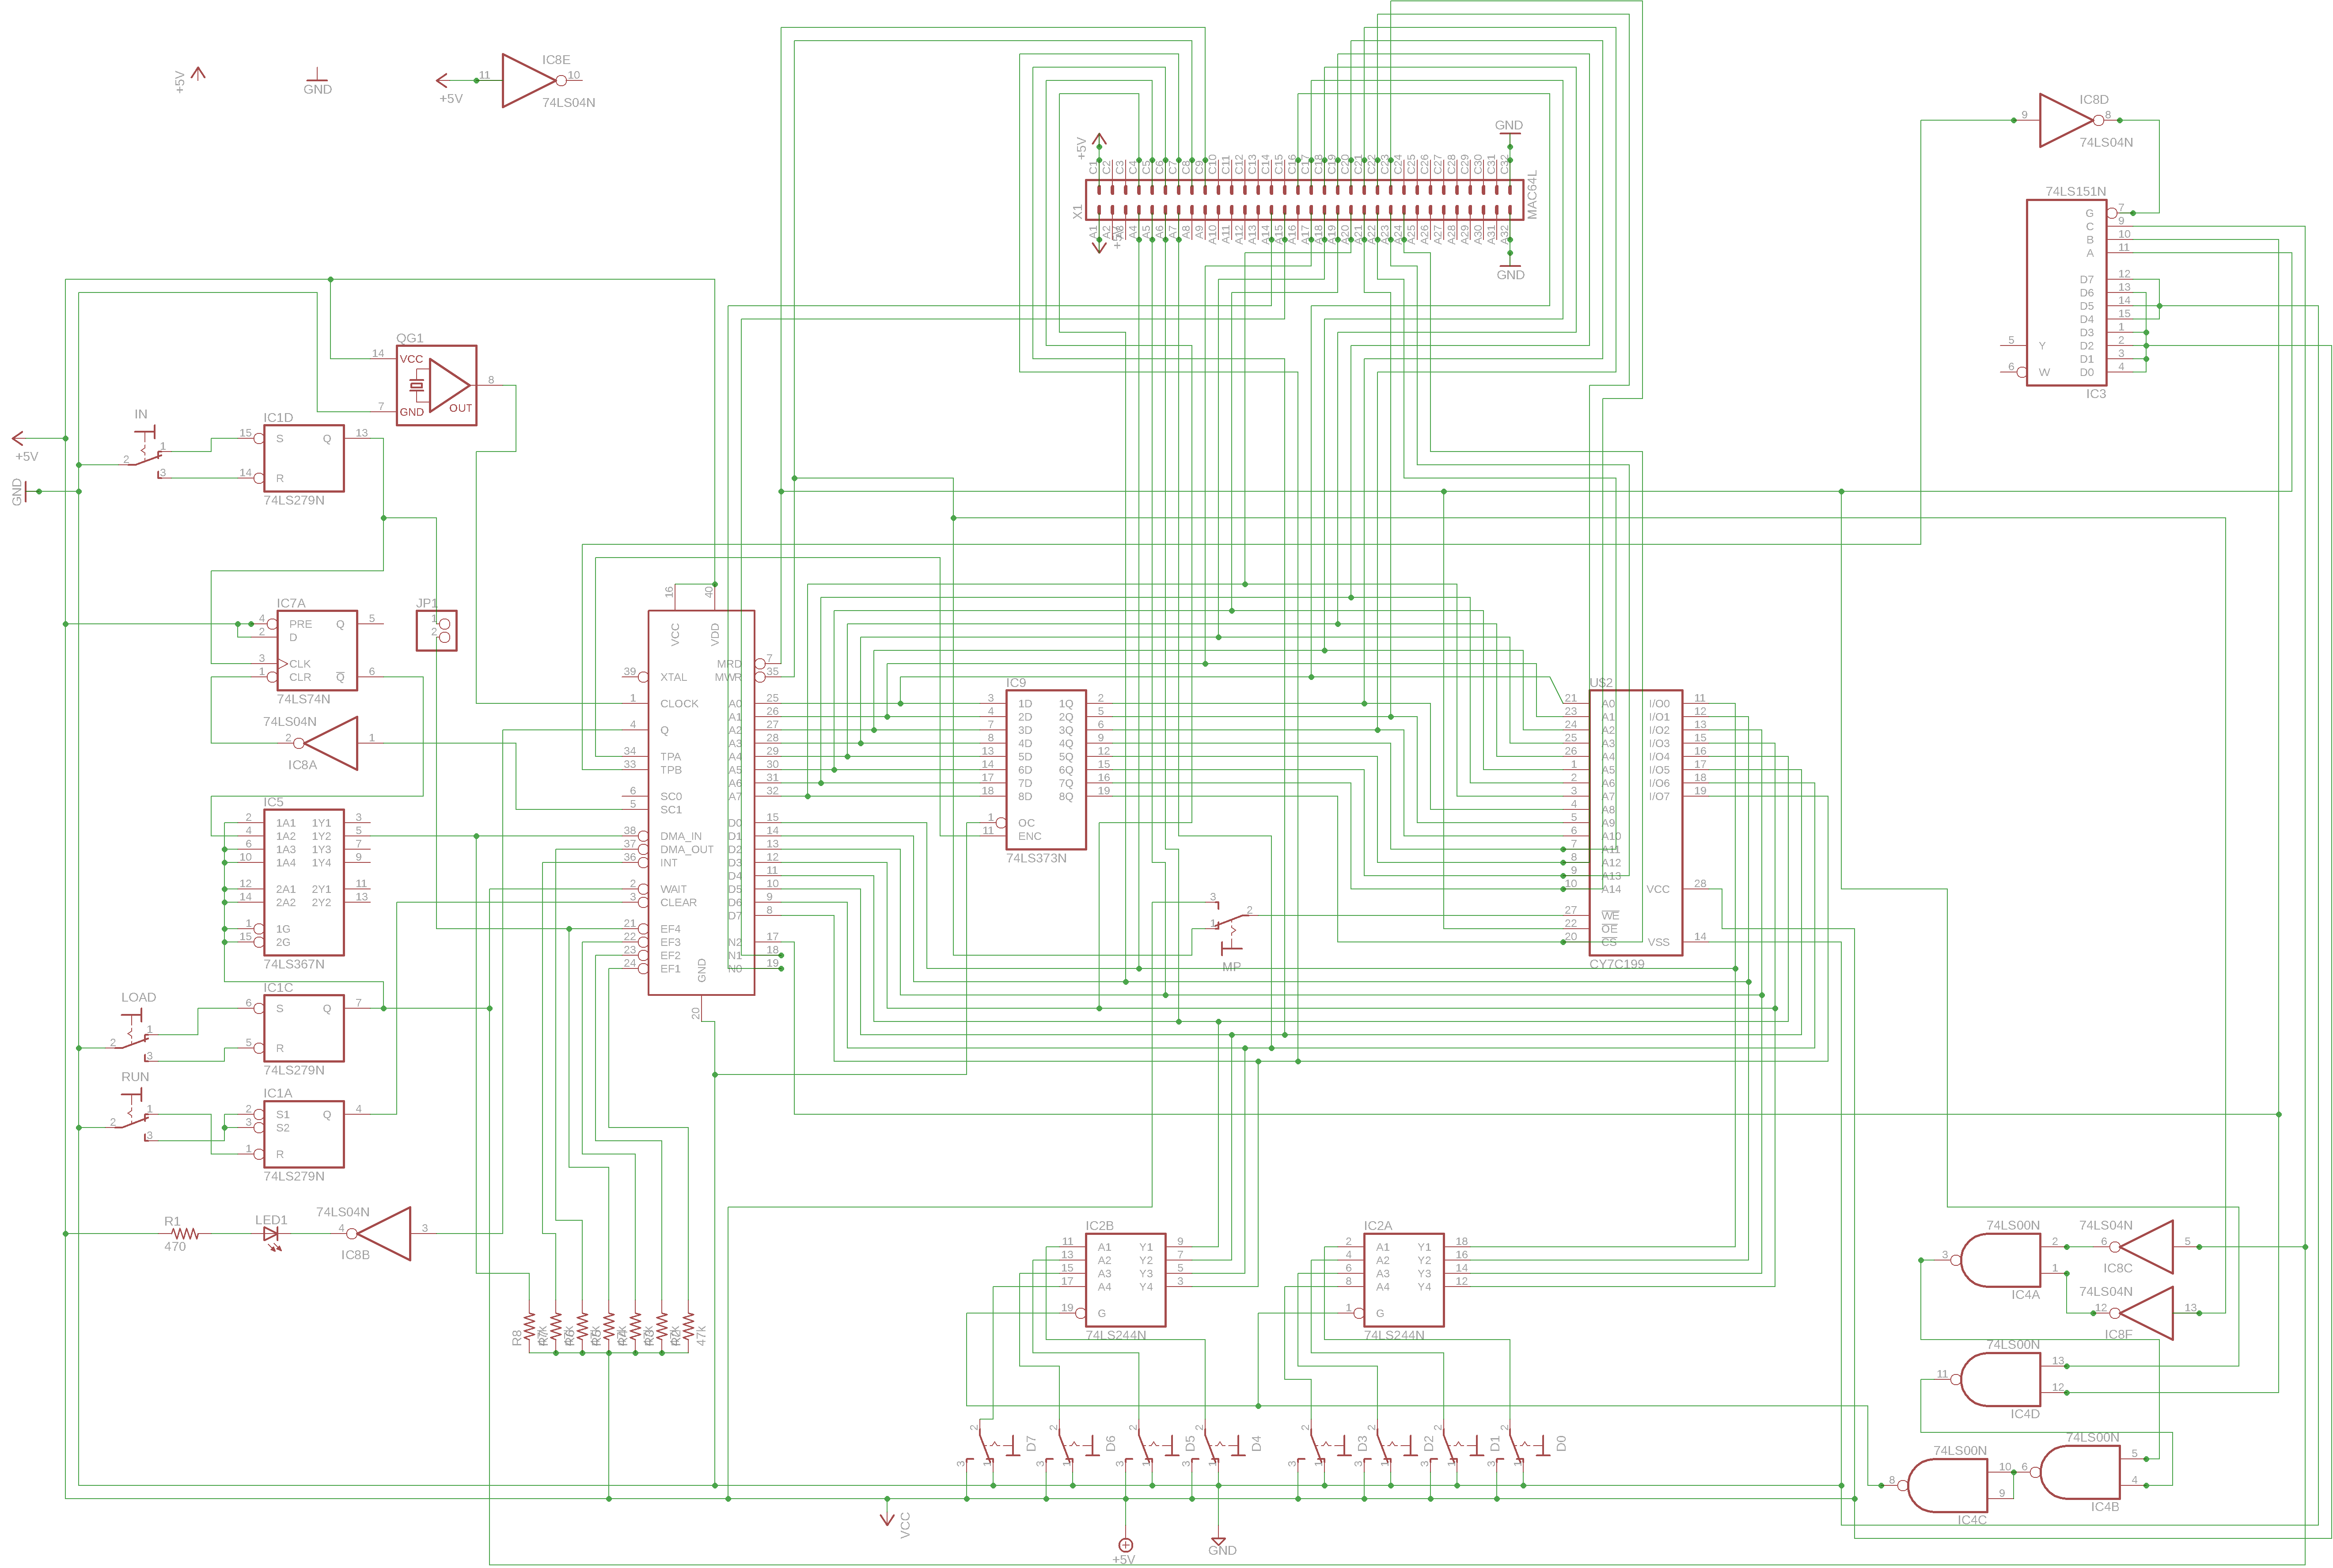 +5V
GND
+5V
11
10
IC8E
74LS04N
+5V
C1 C2 C3 C4 C5 C6 C7 C8 C9 C10 C11 C12 C13 C14 C15 C16 C17 C18 C19 C20 C21 C22 C23 C24 C25 C26 C27 C28 C29 C30 C31 C32
GND
X1
MAC64L
A1 A2 A3 A4 A5 A6 A7 A8 A9 A10 A11 A12 A13 A14 A15 A16 A17 A18 A19 A20 A21 A22 A23 A24 A25 A26 A27 A28 A29 A30 A31 A32
+5V
GND
9
8
IC8D
74LS04N
74LS151N
G 7
C 9
B 10
A 11
D7 12
D6 13
D5 14
D4 15
D3 1
5 Y D2 2
D1 3
6 W D0 4
IC3
QG1
14 VCC
8
7 GND OUT
IN
1
2
3
IC1D
15 S Q 13
14 R
74LS279N
+5V
GND
IC7A
4 PRE Q 5
2 D
3 CLK
1 CLR Q 6
74LS74N
JP1
1
2
74LS04N
2
1
IC8A
IC5
2 1A1 1Y1 3
4 1A2 1Y2 5
6 1A3 1Y3 7
10 1A4 1Y4 9
12 2A1 2Y1 11
14 2A2 2Y2 13
1 1G
15 2G
74LS367N
LOAD
1
2
3
IC1C
6 S Q 7
5 R
74LS279N
RUN
1
2
3
IC1A
2 S1 Q 4
3 S2
1 R
74LS279N
R1
470
LED1
74LS04N
4
3
IC8B
16
40
VCC
VDD
MRD 7
39 XTAL MWR 35
1 CLOCK A0 25
A1 26
4 Q A2 27
A3 28
34 TPA A4 29
33 TPB A5 30
A6 31
6 SC0 A7 32
5 SC1
D0 15
38 DMA_IN D1 14
37 DMA_OUT D2 13
36 INT D3 12
D4 11
2 WAIT D5 10
3 CLEAR D6 9
D7 8
21 EF4
22 EF3 N2 17
23 EF2 N1 18
24 EF1 N0 19
GND
20
IC9
3 1D 1Q 2
4 2D 2Q 5
7 3D 3Q 6
8 4D 4Q 9
13 5D 5Q 12
14 6D 6Q 15
17 7D 7Q 16
18 8D 8Q 19
1 OC
11 ENC
74LS373N
3
2
1
MP
U$2
21 A0 I/O0 11
23 A1 I/O1 12
24 A2 I/O2 13
25 A3 I/O3 15
26 A4 I/O4 16
1 A5 I/O5 17
2 A6 I/O6 18
3 A7 I/O7 19
4 A8
5 A9
6 A10
7 A11
8 A12
9 A13
10 A14 VCC 28
27 WE
22 OE
20 CS VSS 14
CY7C199
R8
47k
IC2B
11 A1 Y1 9
13 A2 Y2 7
15 A3 Y3 5
17 A4 Y4 3
19 G
74LS244N
IC2A
2 A1 Y1 18
4 A2 Y2 16
6 A3 Y3 14
8 A4 Y4 12
1 G
74LS244N
2 2 2 2 2 2 2 2
D7 D6 D5 D4 D3 D2 D1 D0
3 1 3 1 3 1 3 1 3 1 3 1 3 1 3 1
VCC
+5V
GND
74LS00N
3
2
1
IC4A
74LS04N
6
5
IC8C
74LS04N
12
13
IC8F
74LS00N
11
13
12
IC4D
74LS00N
8
10
9
IC4C
74LS00N
6
5
4
IC4B